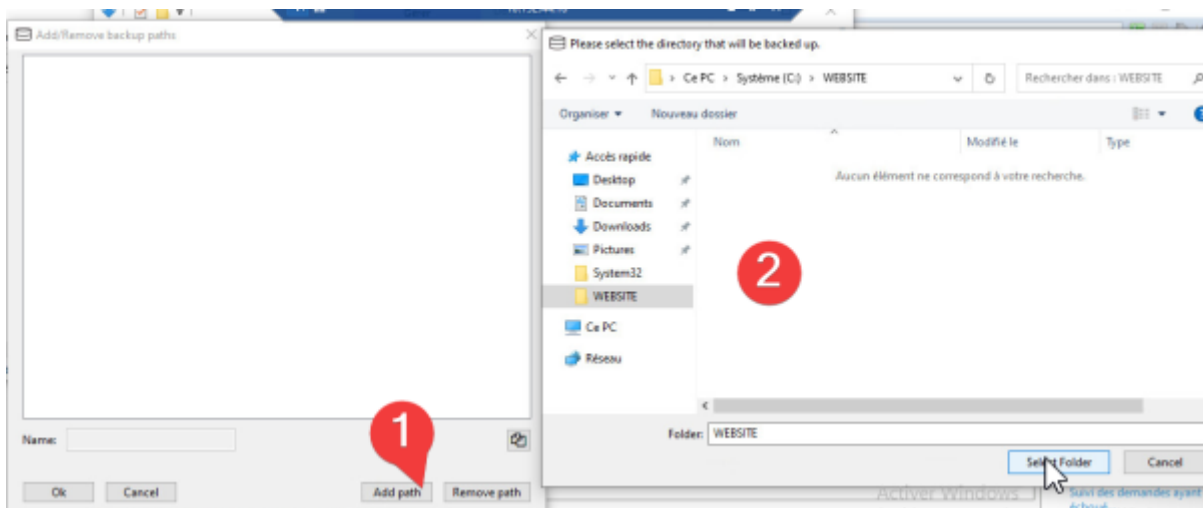 Add/Remove backup paths
Name:
1
Ok
Cancel
Add path
Remove path
Please select the directory that will be backed up.
Ce PC > Système (C:) > WEBSITE
Rechercher dans : WEBSITE
Organiser
Nouveau dossier
Nom
Modifié le
Type
Accès rapide
Aucun élément ne correspond à votre recherche.
Desktop
Documents
Downloads
Pictures
System32
WEBSITE
Ce PC
Réseau
2
Folder: WEBSITE
Select Folder
Cancel
Activer Windows
Suivi des demandes ayant
échoué